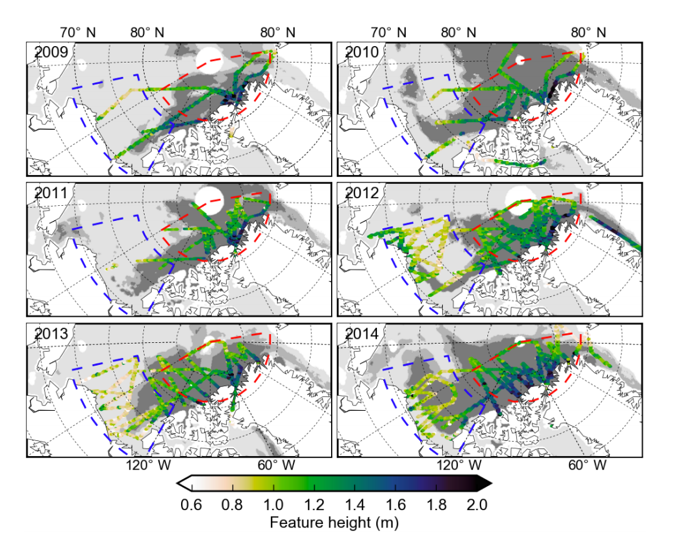 70° N 80° N 80° N 70° N 80° N 80° N
2009 2010
2011 2012
2013 2014
120° W 60° W 120° W 60° W
0.6 0.8 1.0 1.2 1.4 1.6 1.8 2.0
Feature height (m)